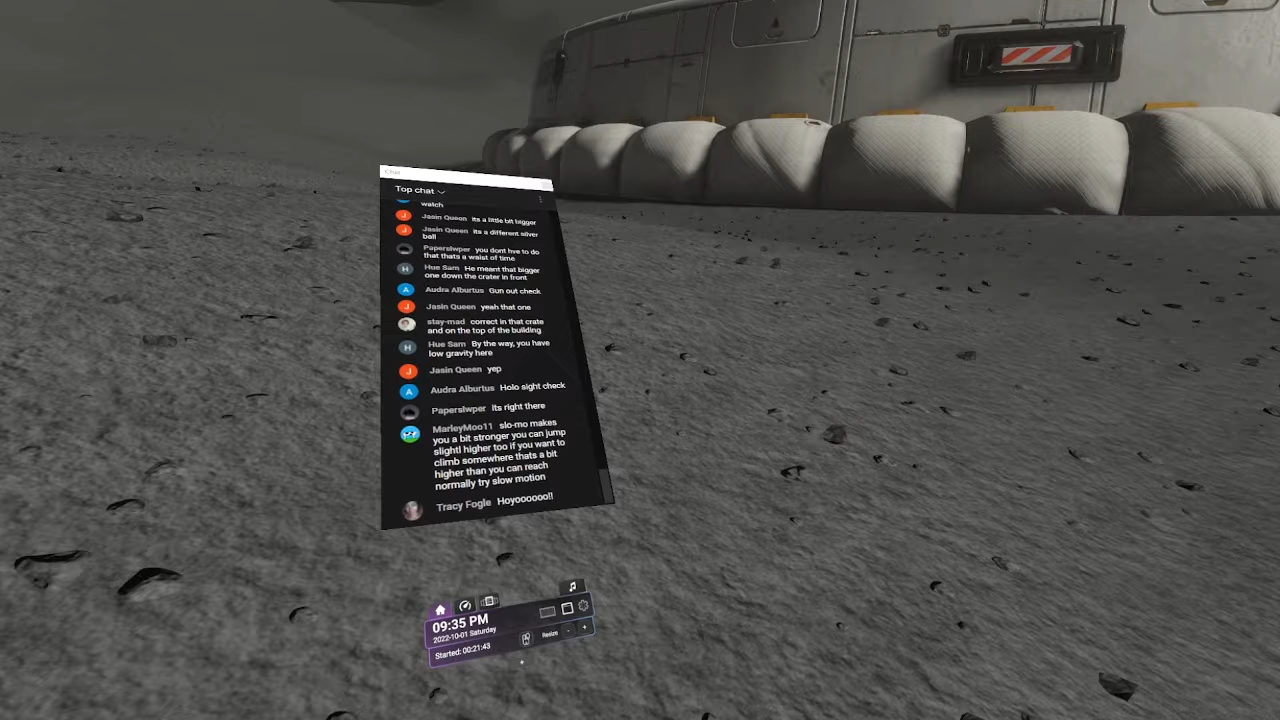 Chat
Top chat
watch
Jasin Queen its a little bit bigger
Jasin Queen its a different silver
ball
Paperslwper you dont hve to do
that thats a waist of time
Hue Sam He meant that bigger
one down the crater in front
Audra Alburtus Gun out check
Jasin Queen yeah that one
stay-mad correct in that crate
and on the top of the building
Hue Sam By the way, you have
low gravity here
Jasin Queen yep
Audra Alburtus Holo sight check
Paperslwper its right there
MarleyMoo11 slo-mo makes
you a bit stronger you can jump
slightl higher too if you want to
climb somewhere thats a bit
higher than you can reach
normally try slow motion
Tracy Fogle Hoyoooooo!!
09:35 PM
2022-10-01 Saturday
Started: 00:21:43
Resize - +